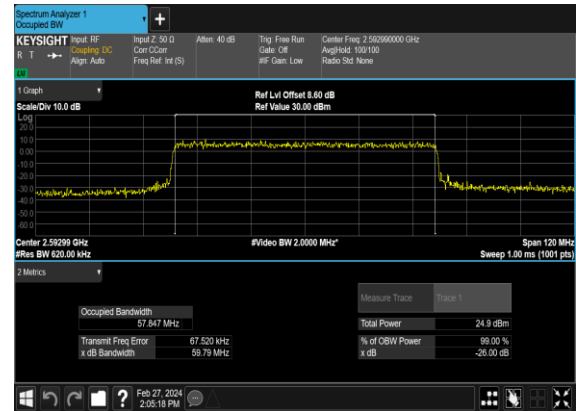 Spectrum Analyzer 1
Occupied BW
KEYSIGHT Input: RF Input Z: 50 Ω Atten: 40 dB Trig: Free Run Center Freq: 2.592990000 GHz
R T Coupling: DC Corr CCorr Gate: Off Avg|Hold: 100/100
Align: Auto Freq Ref: Int (S) #IF Gain: Low Radio Std: None
1 Graph
Ref Lvl Offset 8.60 dB
Scale/Div 10.0 dB Ref Value 30.00 dBm
Log
20.0
10.0
0.00
-10.0
-20.0
-30.0
-40.0
-50.0
-60.0
Center 2.59299 GHz #Video BW 2.0000 MHz* Span 120 MHz
#Res BW 620.00 kHz Sweep 1.00 ms (1001 pts)
2 Metrics
Measure Trace Trace 1
Occupied Bandwidth
57.847 MHz Total Power 24.9 dBm
Transmit Freq Error 67.520 kHz % of OBW Power 99.00 %
x dB Bandwidth 59.79 MHz x dB -26.00 dB
Feb 27, 2024
2:05:18 PM